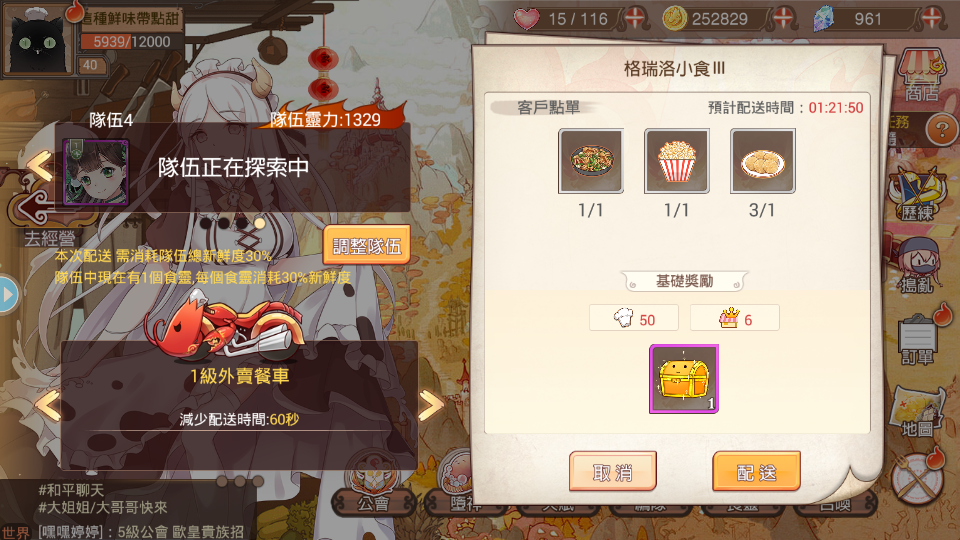 這種鮮味帶點甜
5939/12000
40
15 / 116
252829
961
隊伍4
隊伍靈力:1329
隊伍正在探索中
調整隊伍
去經營
本次配送 需消耗隊伍總新鮮度30%
隊伍中現在有1個食靈,每個食靈消耗30%新鮮度
1級外賣餐車
減少配送時間:60秒
格瑞洛小食III
客戶點單
預計配送時間:01:21:50
1/1
1/1
3/1
基礎獎勵
50
6
1
取消
配送
商店
?
歷練
搗亂
訂單
地圖
公會
召喚
#和平聊天
#大姐姐/大哥哥快來
世界 [嘿嘿婷婷]:5級公會 歐皇貴族招